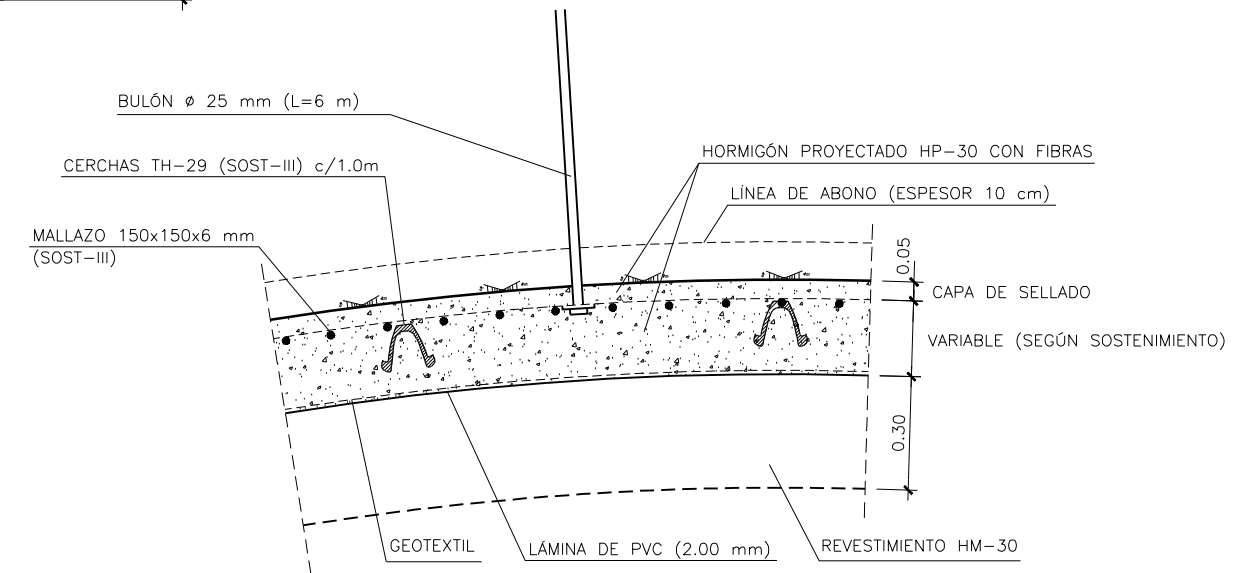 BULÓN ø 25 mm (L=6 m)
CERCHAS TH-29 (SOST-III) c/1.0m
HORMIGÓN PROYECTADO HP-30 CON FIBRAS
LÍNEA DE ABONO (ESPESOR 10 cm)
MALLAZO 150x150x6 mm
(SOST-III)
0.05
CAPA DE SELLADO
VARIABLE (SEGÚN SOSTENIMIENTO)
0.30
GEOTEXTIL
LÁMINA DE PVC (2.00 mm)
REVESTIMIENTO HM-30